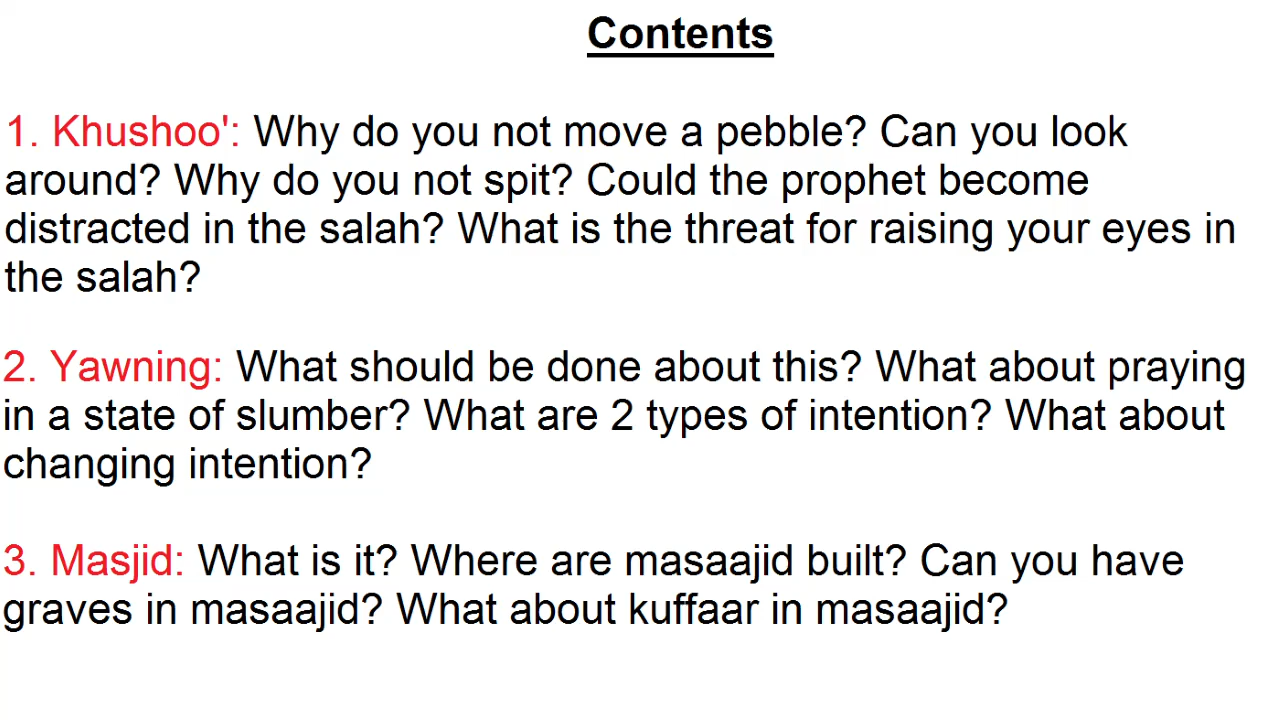 Contents
1. Khushoo': Why do you not move a pebble? Can you look
around? Why do you not spit? Could the prophet become
distracted in the salah? What is the threat for raising your eyes in
the salah?
2. Yawning: What should be done about this? What about praying
in a state of slumber? What are 2 types of intention? What about
changing intention?
3. Masjid: What is it? Where are masaajid built? Can you have
graves in masaajid? What about kuffaar in masaajid?